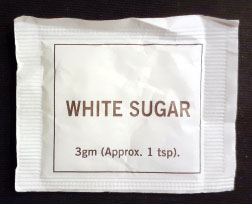 WHITE SUGAR
3gm (Approx. 1 tsp).